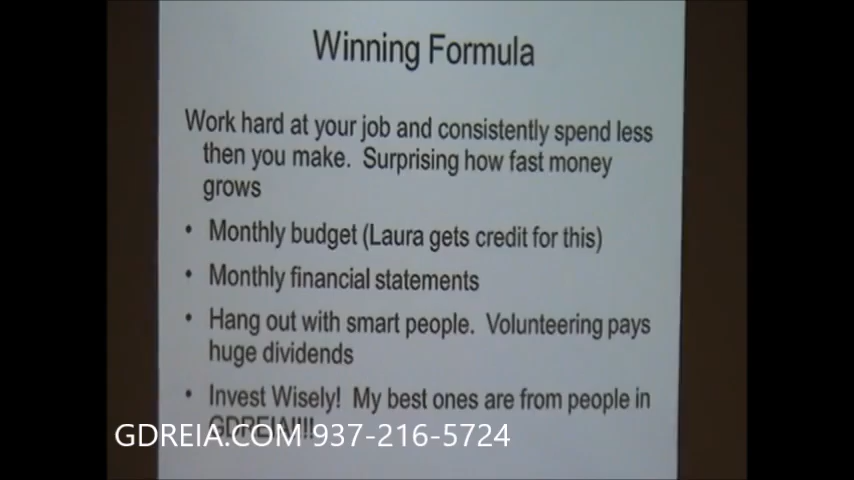 Winning Formula
Work hard at your job and consistently spend less
then you make. Surprising how fast money
grows
• Monthly budget (Laura gets credit for this)
• Monthly financial statements
• Hang out with smart people. Volunteering pays
huge dividends
• Invest Wisely! My best ones are from people in
GDREIA!!!!
GDREIA.COM 937-216-5724